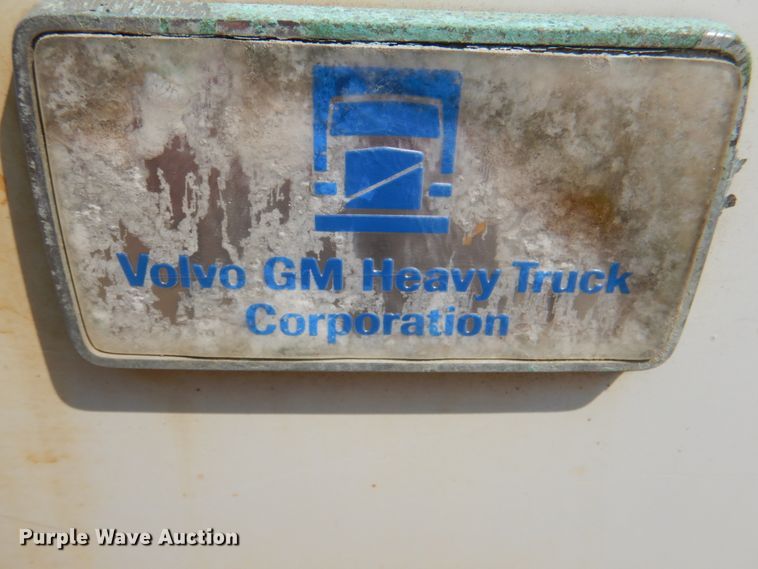 Volvo GM Heavy Truck
Corporation
Purple Wave Auction